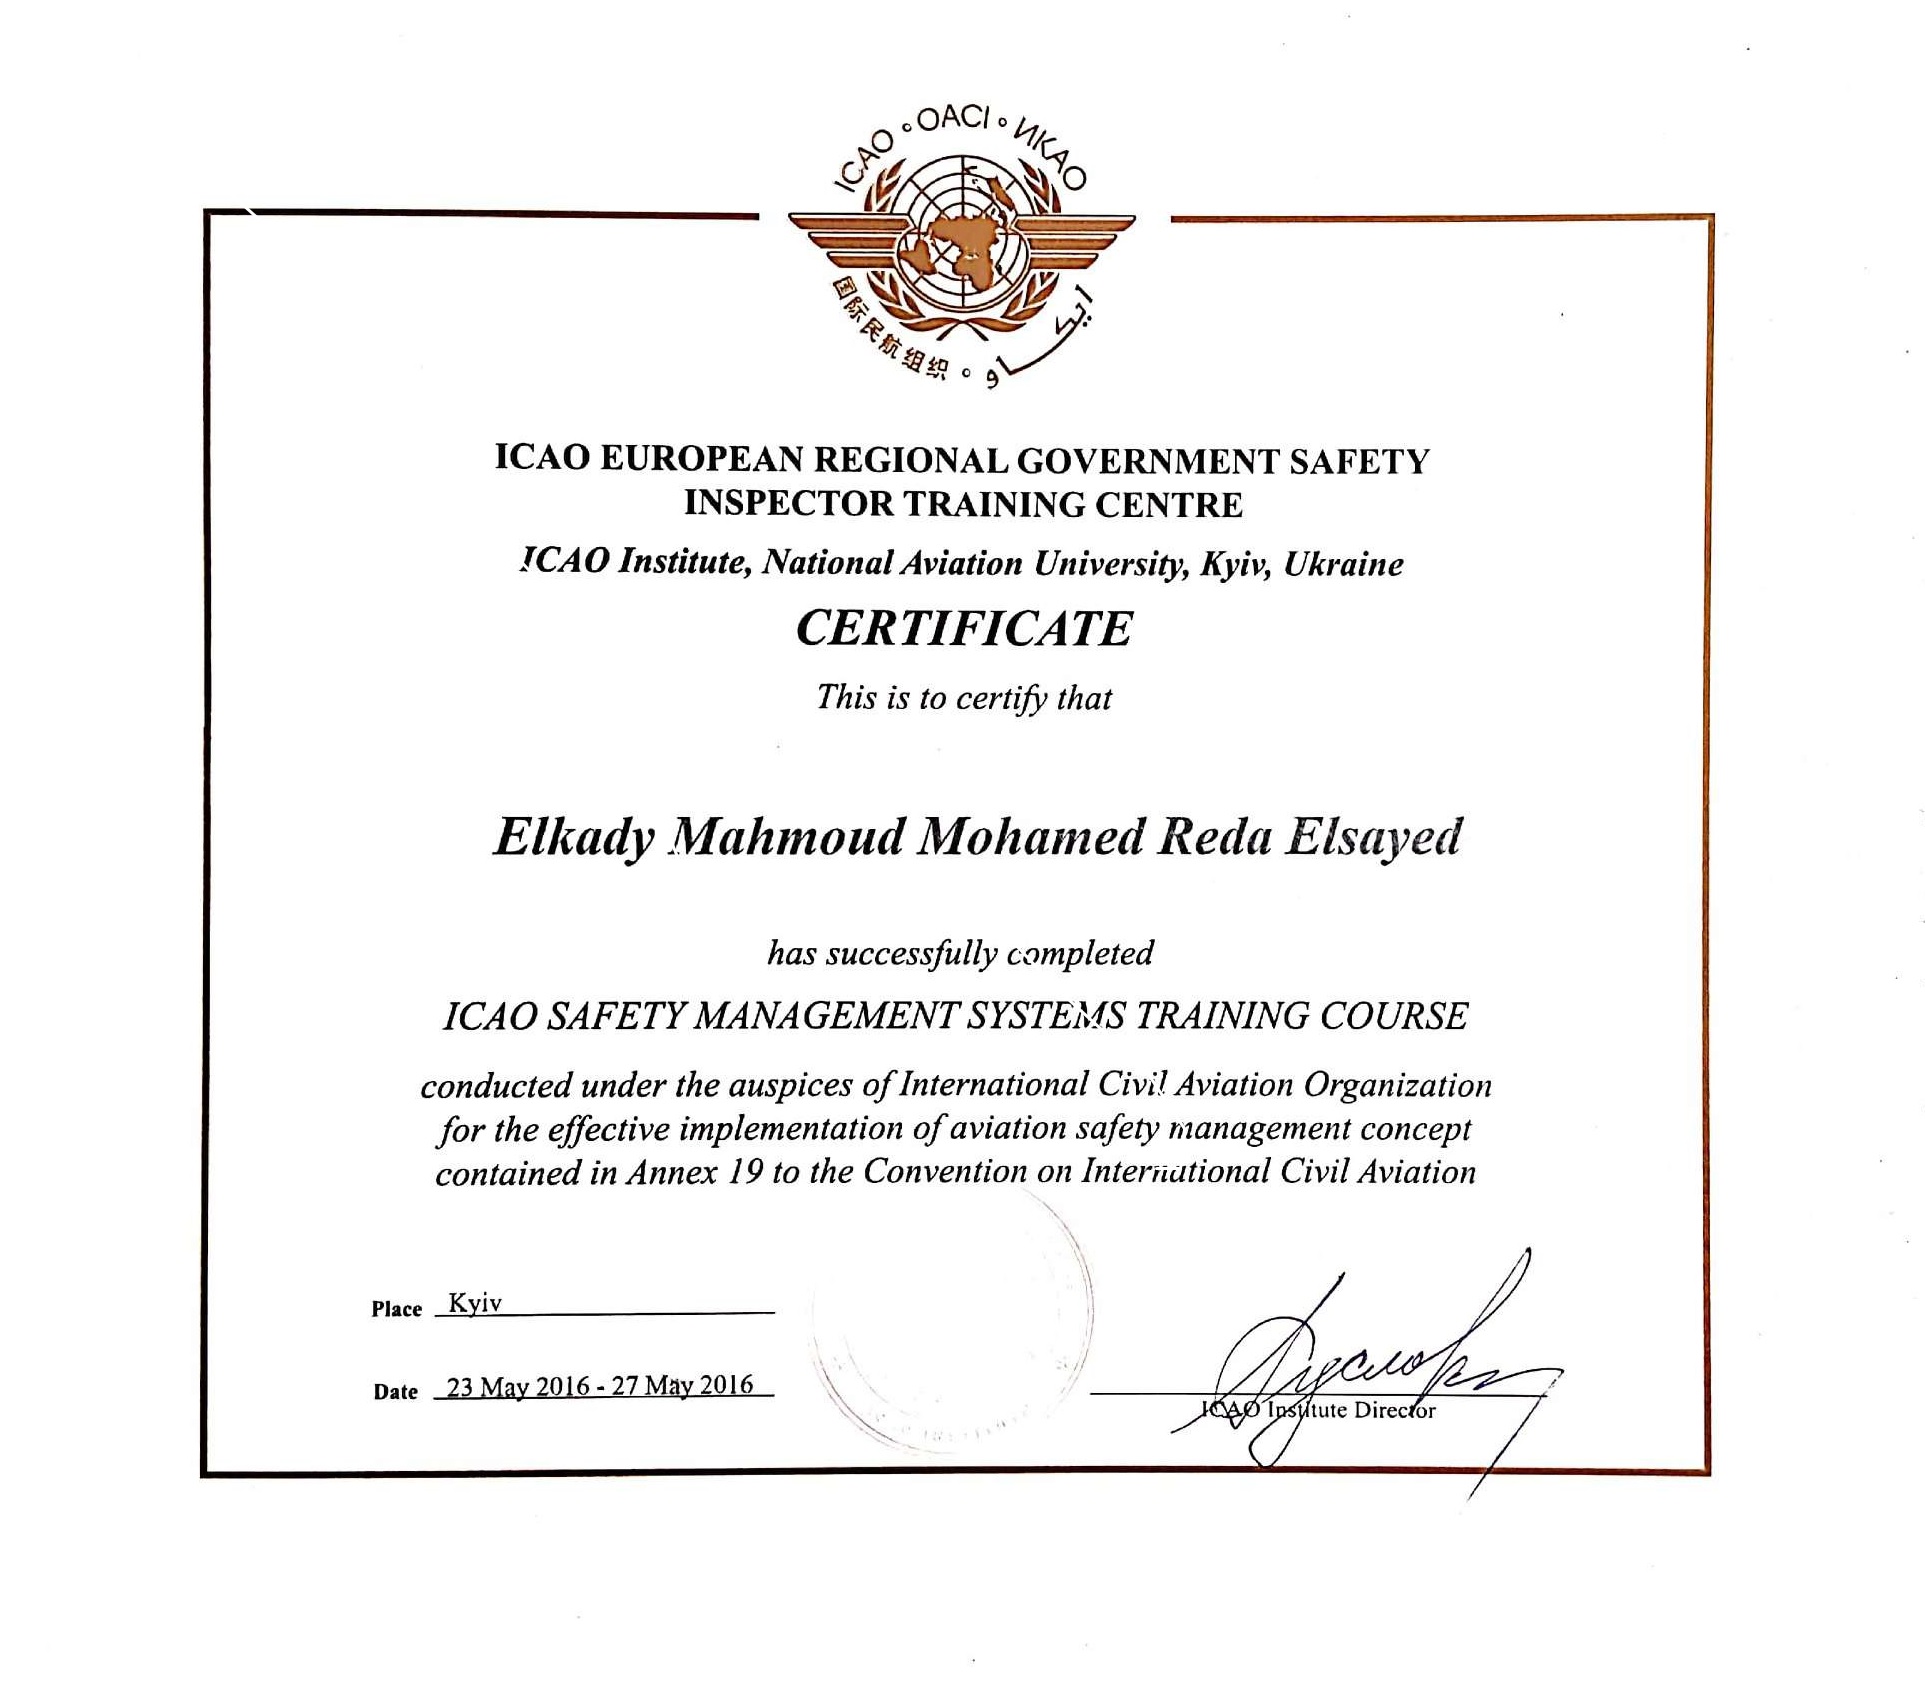 ICAO ° OACI ° ИКАО
国际民航组织 ° ايكاو
ICAO EUROPEAN REGIONAL GOVERNMENT SAFETY
INSPECTOR TRAINING CENTRE
ICAO Institute, National Aviation University, Kyiv, Ukraine
CERTIFICATE
This is to certify that
Elkady Mahmoud Mohamed Reda Elsayed
has successfully completed
ICAO SAFETY MANAGEMENT SYSTEMS TRAINING COURSE
conducted under the auspices of International Civil Aviation Organization
for the effective implementation of aviation safety management concept
contained in Annex 19 to the Convention on International Civil Aviation
Place Kyiv
Date 23 May 2016 - 27 May 2016
ICAO Institute Director